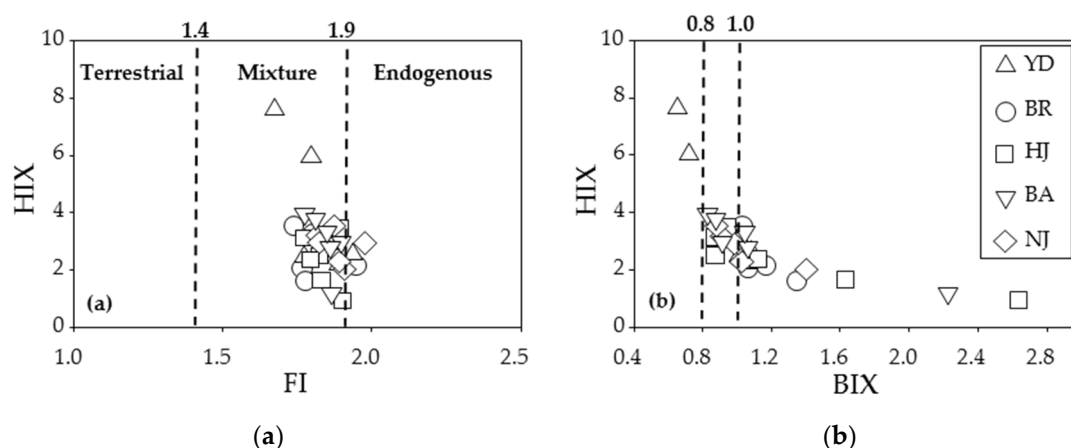 1.4 1.9
10
8
6
4
2
0
HIX
Terrestrial Mixture Endogenous
(a)
1.0 1.5 2.0 2.5
FI
(a)
0.8 1.0
10
8
6
4
2
0
HIX
YD
BR
HJ
BA
NJ
(b)
0.4 0.8 1.2 1.6 2.0 2.4 2.8
BIX
(b)